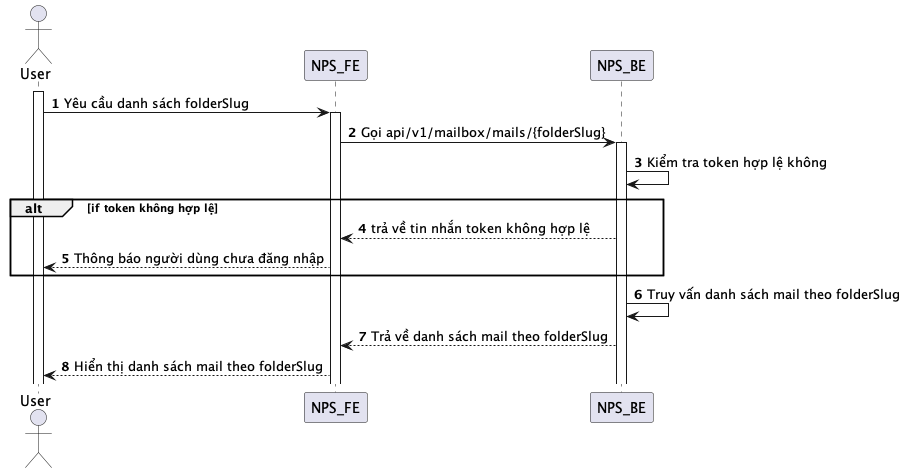 User
NPS_FE
NPS_BE
1 Yêu cầu danh sách folderSlug
2 Gọi api/v1/mailbox/mails/{folderSlug}
3 Kiểm tra token hợp lệ không
alt [if token không hợp lệ]
4 trả về tin nhắn token không hợp lệ
5 Thông báo người dùng chưa đăng nhập
6 Truy vấn danh sách mail theo folderSlug
7 Trả về danh sách mail theo folderSlug
8 Hiển thị danh sách mail theo folderSlug
User
NPS_FE
NPS_BE